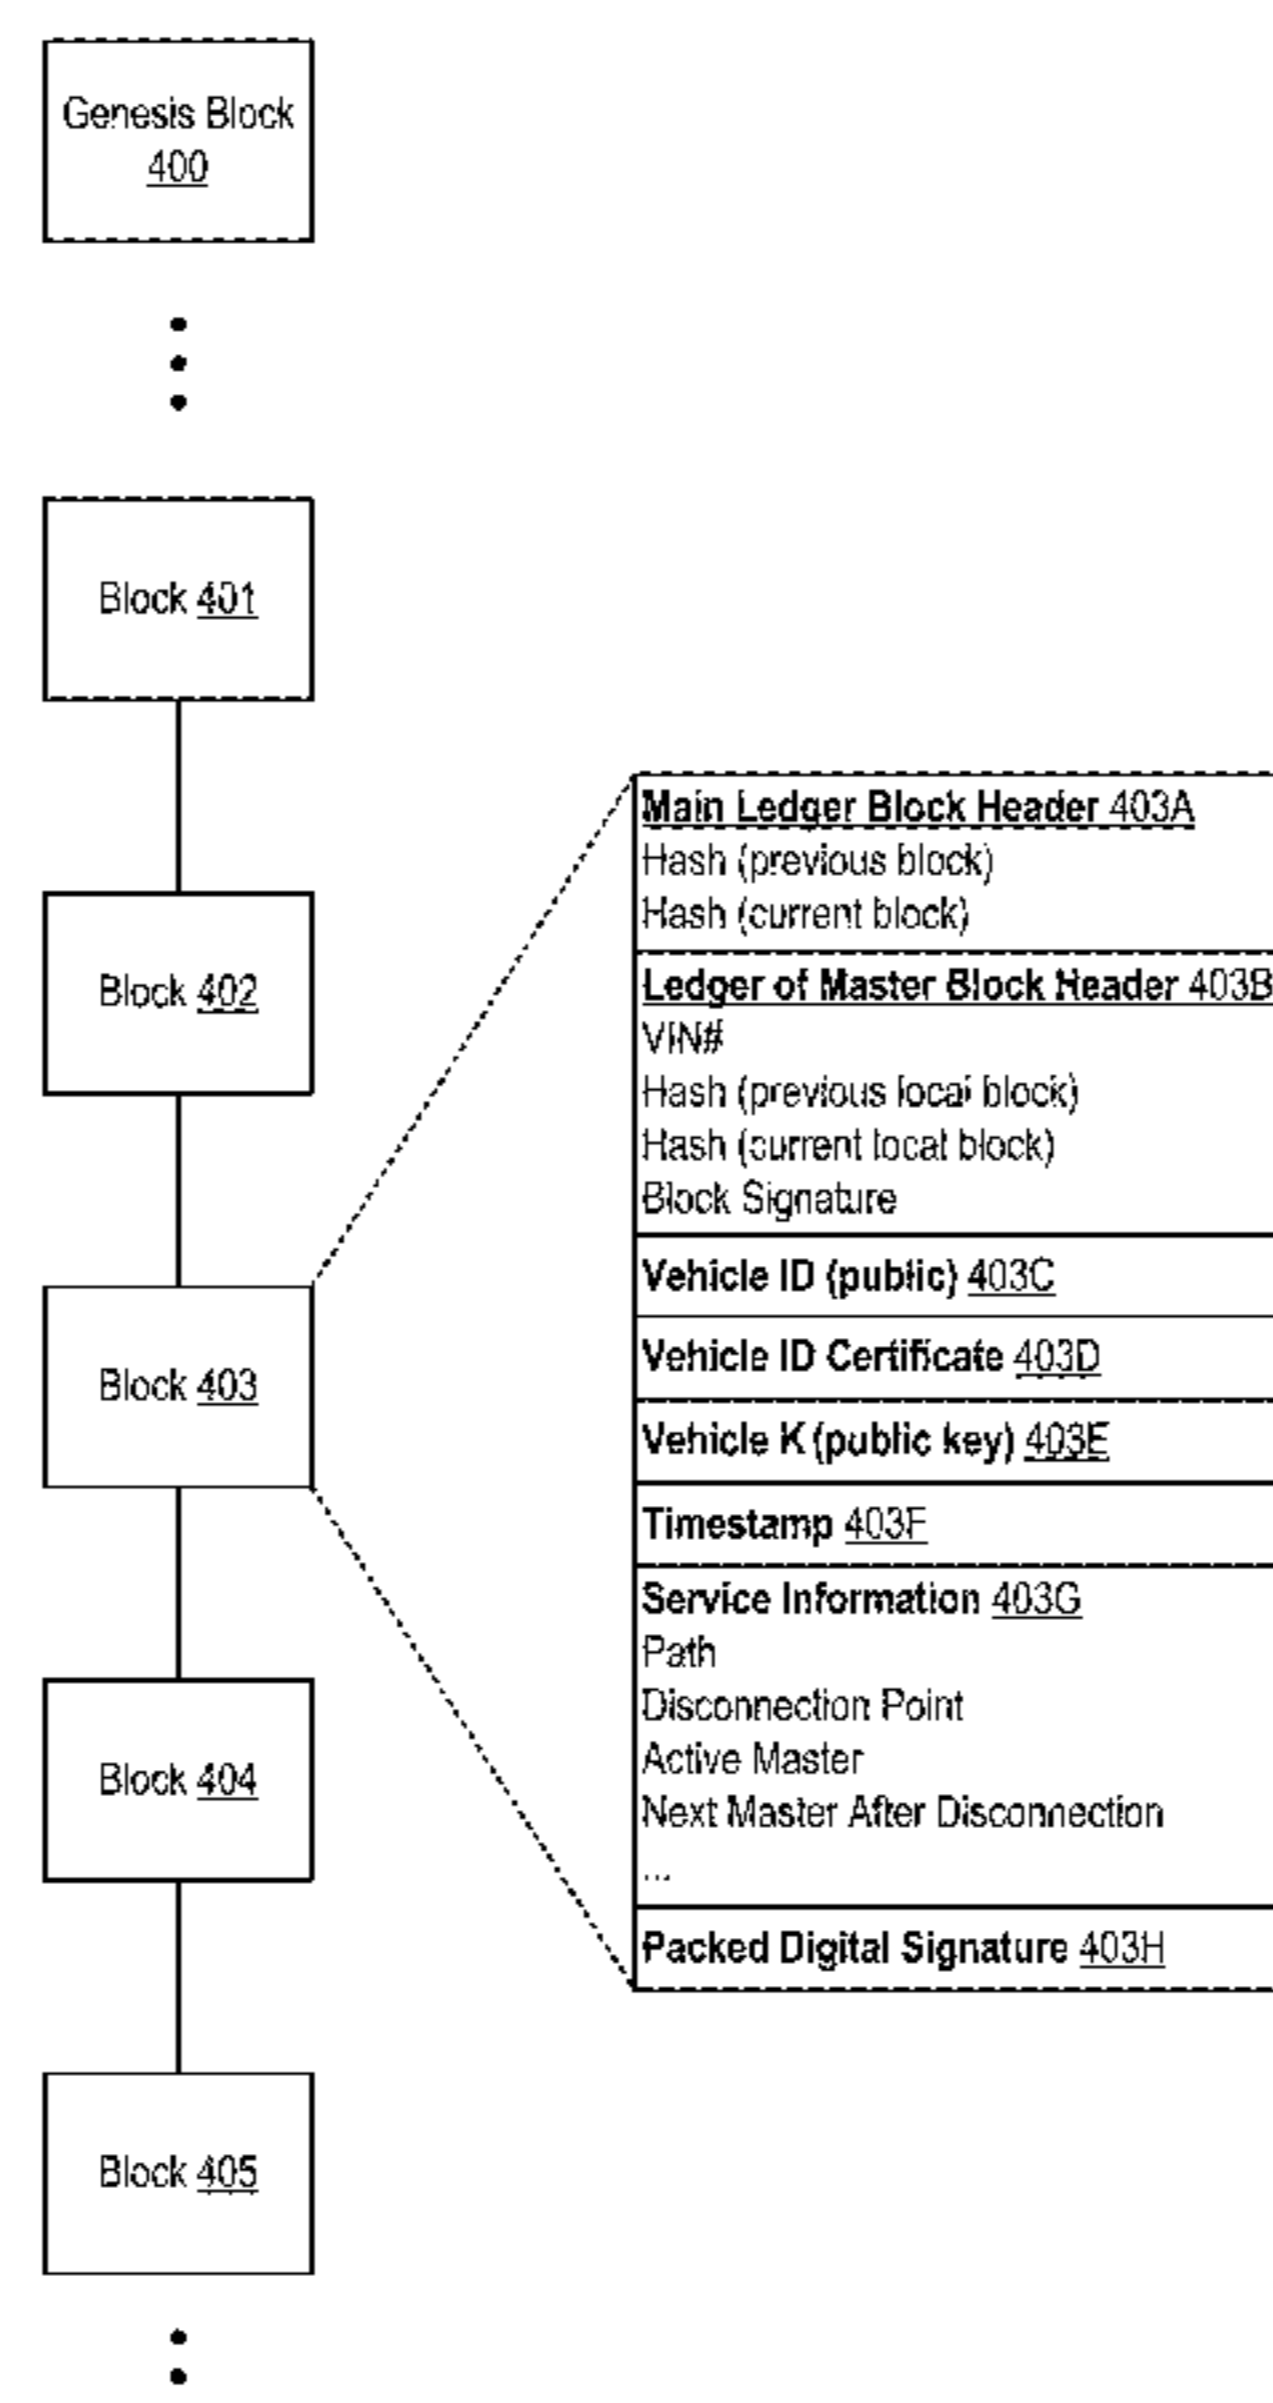 Genesis Block
400
Block 401
Block 402
Block 403
Block 404
Block 405
Main Ledger Block Header 403A
Hash (previous block)
Hash (current block)
Ledger of Master Block Header 403B
VIN#
Hash (previous local block)
Hash (current local block)
Block Signature
Vehicle ID (public) 403C
Vehicle ID Certificate 403D
Vehicle K (public key) 403E
Timestamp 403F
Service Information 403G
Path
Disconnection Point
Active Master
Next Master After Disconnection
...
Packed Digital Signature 403H